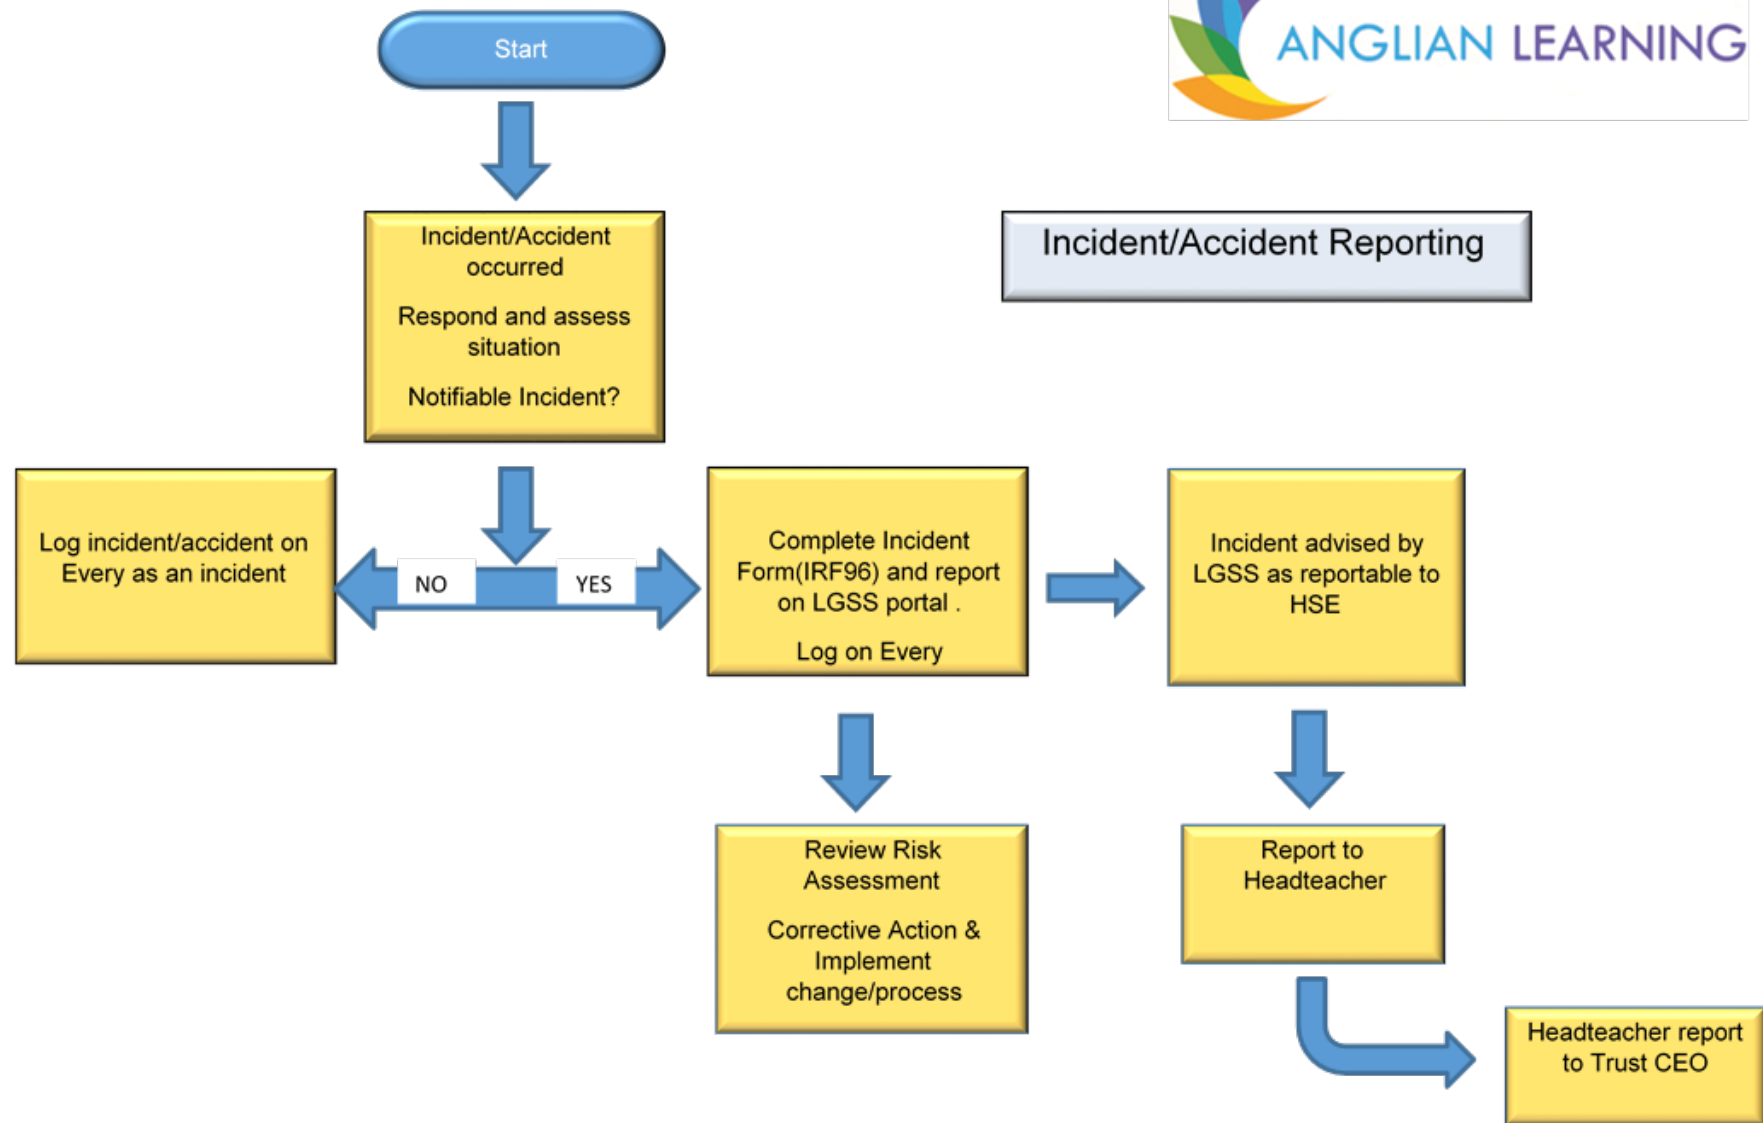 Start
ANGLIAN LEARNING
Incident/Accident
occurred
Respond and assess
situation
Notifiable Incident?
Incident/Accident Reporting
Log incident/accident on
Every as an incident
NO
YES
Complete Incident
Form(IRF96) and report
on LGSS portal .
Log on Every
Incident advised by
LGSS as reportable to
HSE
Review Risk
Assessment
Corrective Action &
Implement
change/process
Report to
Headteacher
Headteacher report
to Trust CEO